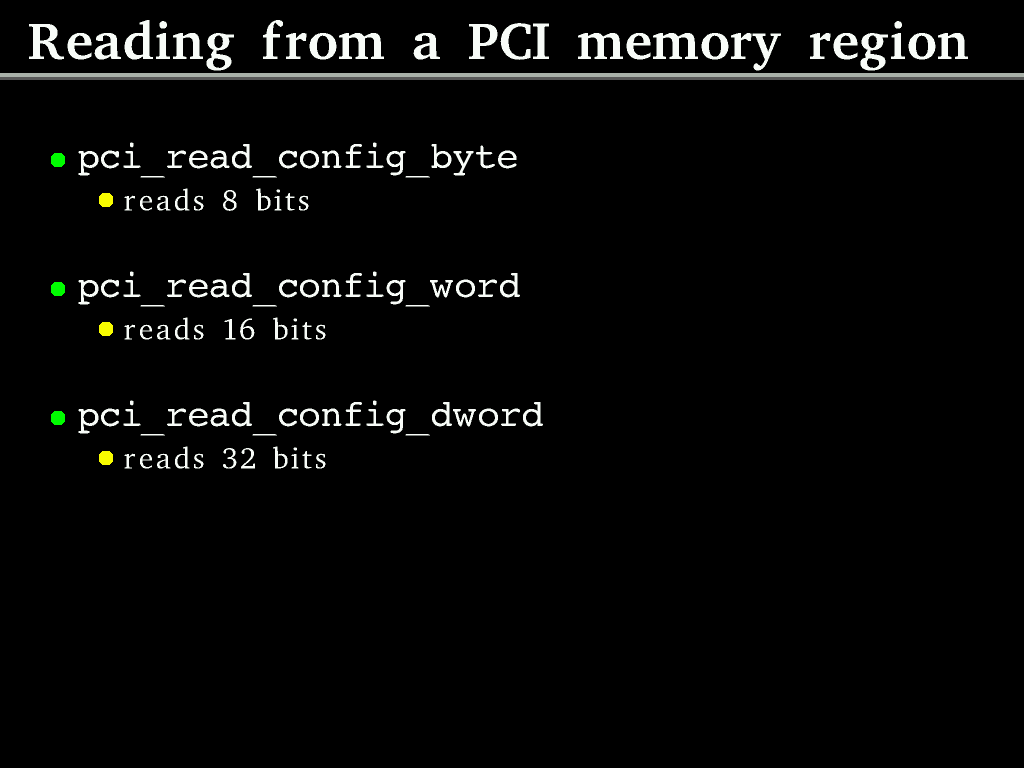 Reading from a PCI memory region
pci_read_config_byte
reads 8 bits
pci_read_config_word
reads 16 bits
pci_read_config_dword
reads 32 bits